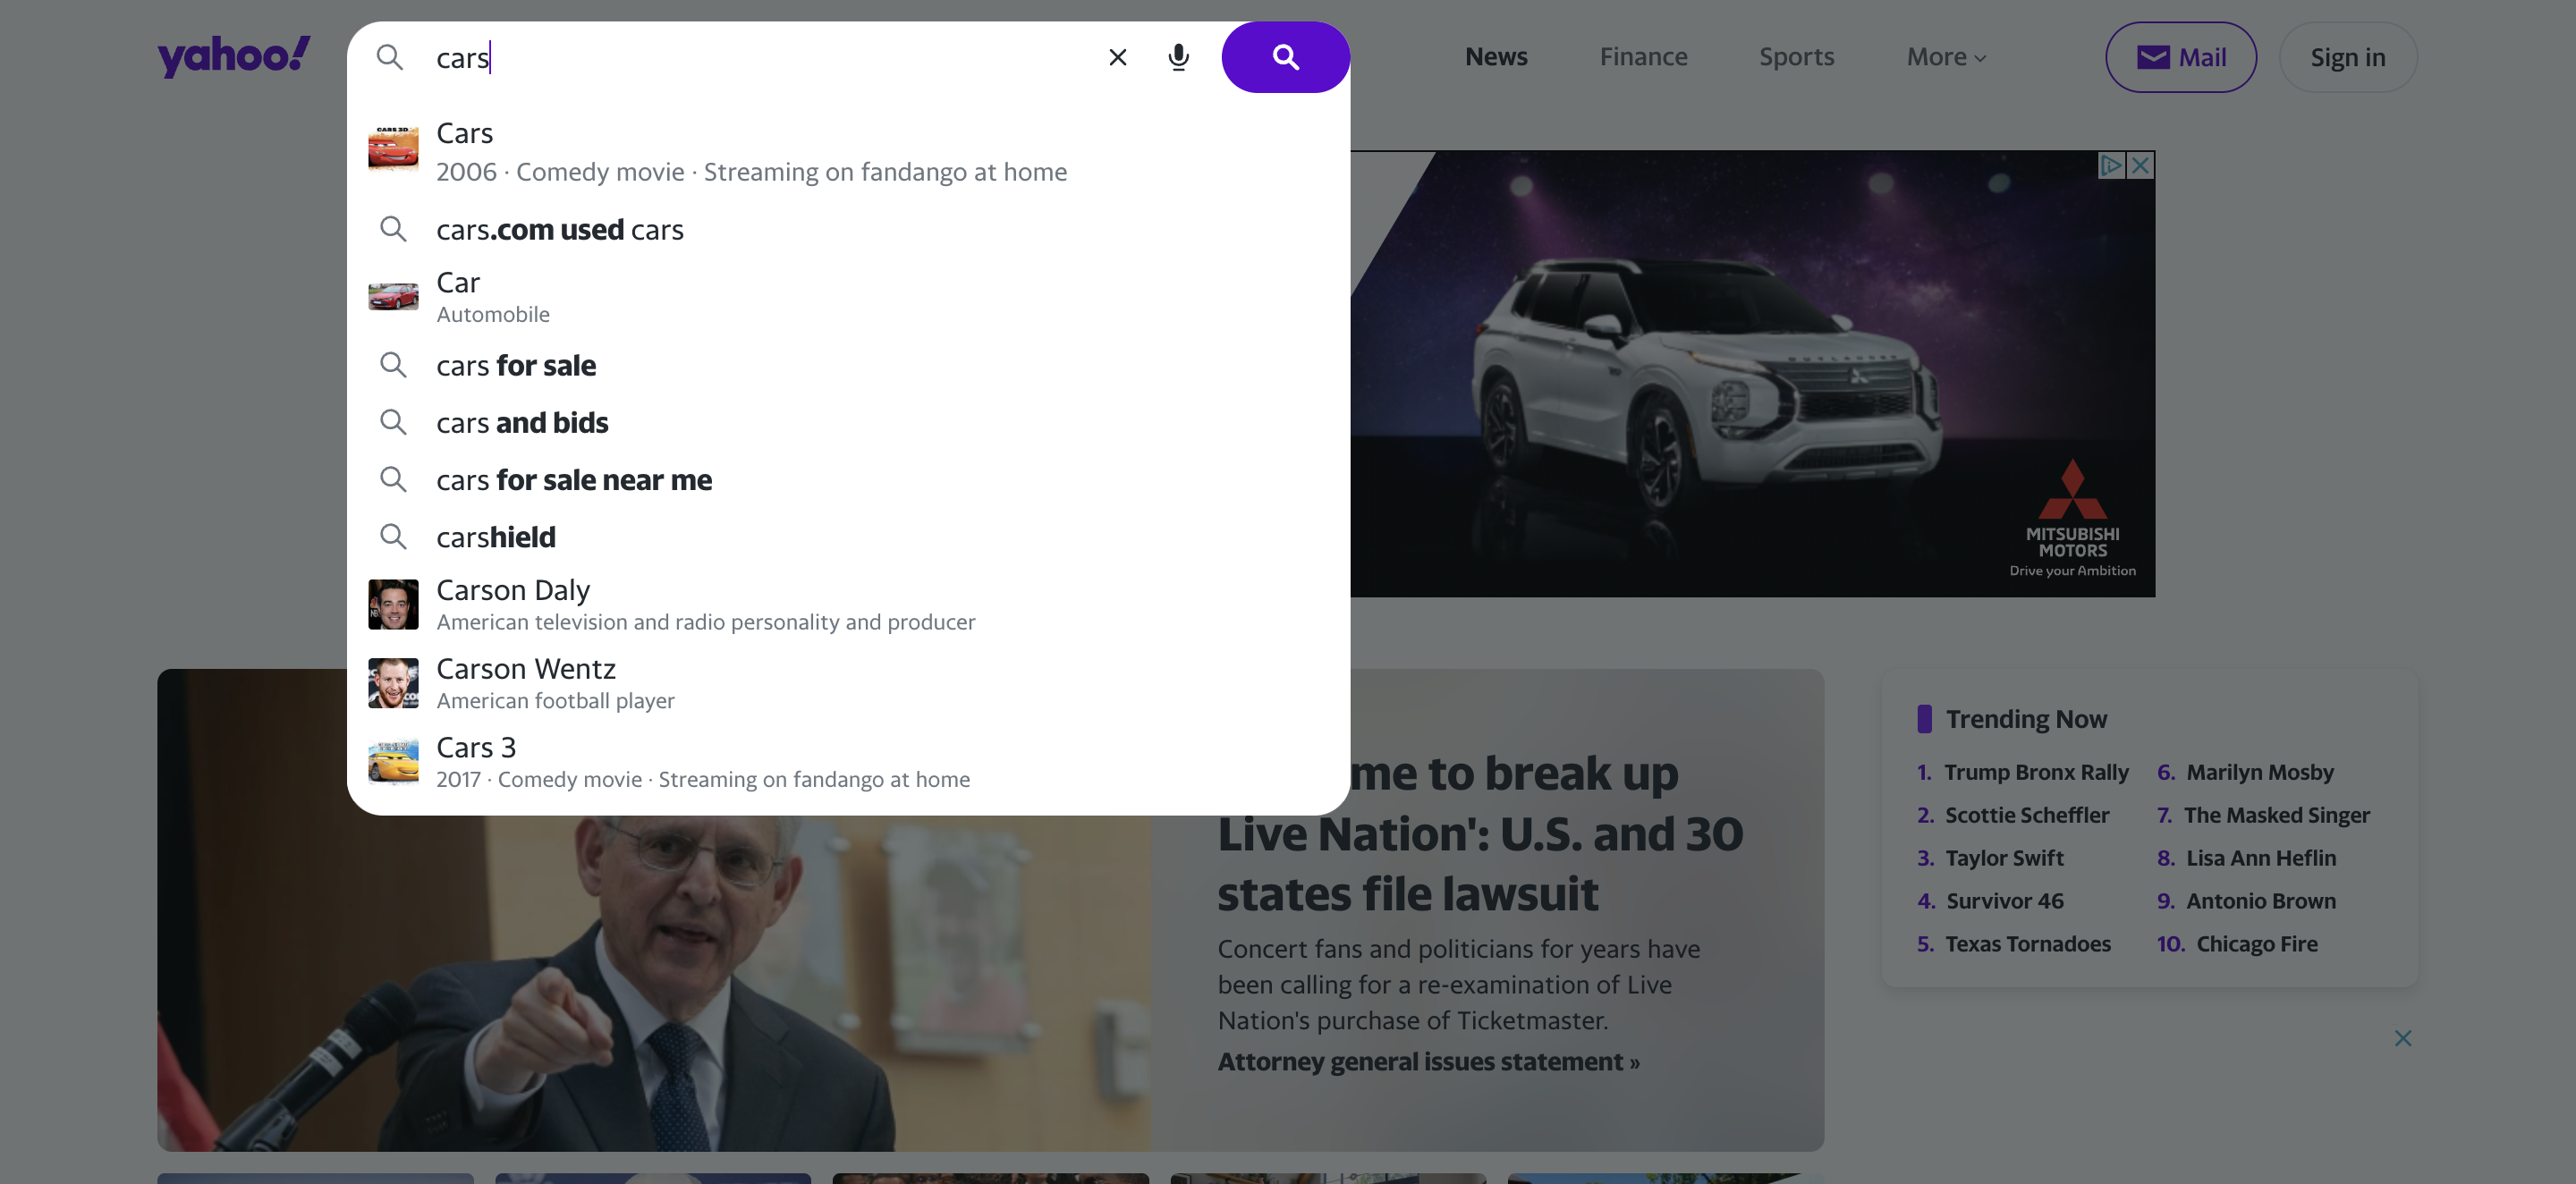 yahoo!
cars
News
Finance
Sports
More
Mail
Sign in
Cars
2006 · Comedy movie · Streaming on fandango at home
cars.com used cars
Car
Automobile
cars for sale
cars and bids
cars for sale near me
carshield
Carson Daly
American television and radio personality and producer
Carson Wentz
American football player
Cars 3
2017 · Comedy movie · Streaming on fandango at home
OUTLANDER
MITSUBISHI
MOTORS
Drive your Ambition
me to break up
Live Nation': U.S. and 30
states file lawsuit
Concert fans and politicians for years have
been calling for a re-examination of Live
Nation's purchase of Ticketmaster.
Attorney general issues statement »
Trending Now
1. Trump Bronx Rally
2. Scottie Scheffler
3. Taylor Swift
4. Survivor 46
5. Texas Tornadoes
6. Marilyn Mosby
7. The Masked Singer
8. Lisa Ann Heflin
9. Antonio Brown
10. Chicago Fire